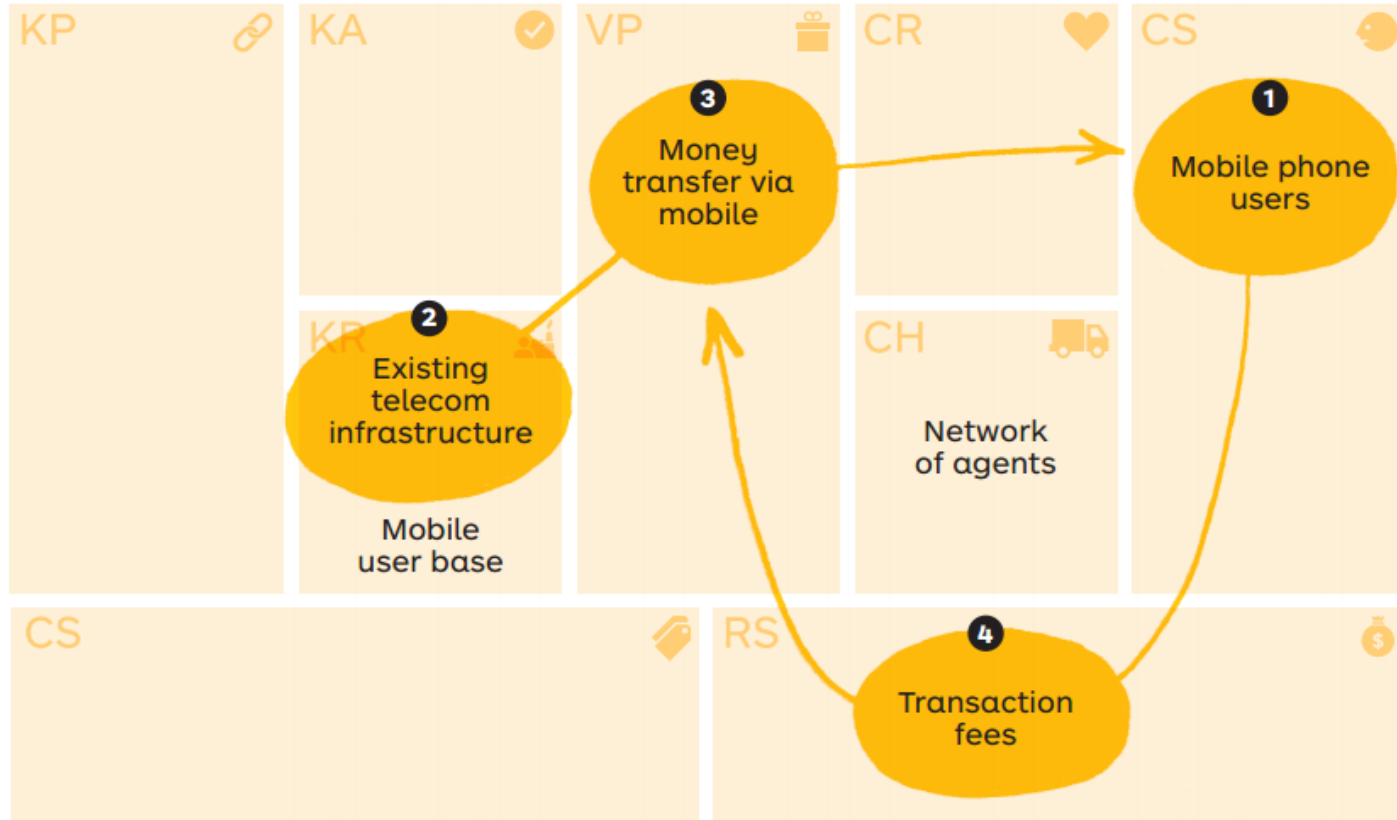 KP
KA
VP
CR
CS
3
Money
transfer via
mobile
1
Mobile phone
users
2
KR
Existing
telecom
infrastructure
Mobile
user base
CH
Network
of agents
CS
RS
$
4
Transaction
fees